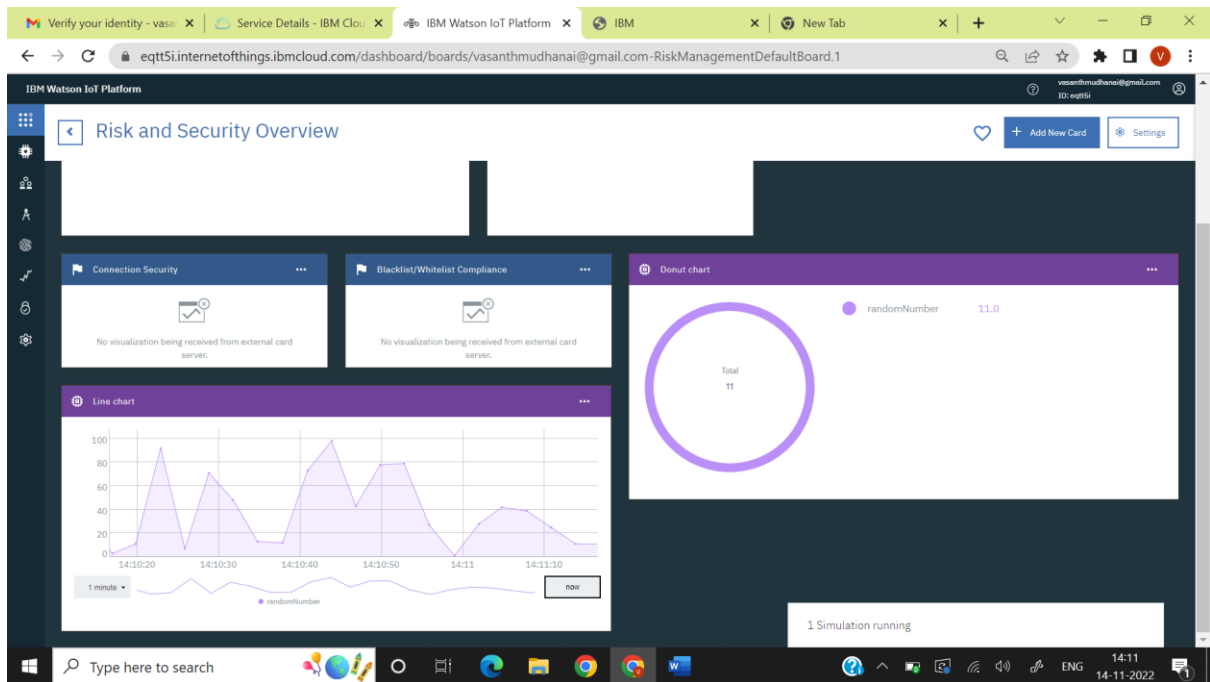 Verify your identity - vasa
Service Details - IBM Clou
IBM Watson IoT Platform
IBM
New Tab
eqtt5i.internetofthings.ibmcloud.com/dashboard/boards/vasanthmudhanai@gmail.com-RiskManagementDefaultBoard.1
V
IBM Watson IoT Platform
vasanthmudhanai@gmail.com
ID: eqtt5i
Risk and Security Overview
+ Add New Card
Settings
Connection Security
Blacklist/Whitelist Compliance
Donut chart
No visualization being received from external card
server.
No visualization being received from external card
server.
randomNumber 11.0
Total
11
Line chart
100
80
60
40
20
0
14:10:20 14:10:30 14:10:40 14:10:50 14:11 14:11:10
1 minute
now
randomNumber
1 Simulation running
Type here to search
ENG
14:11
14-11-2022
1